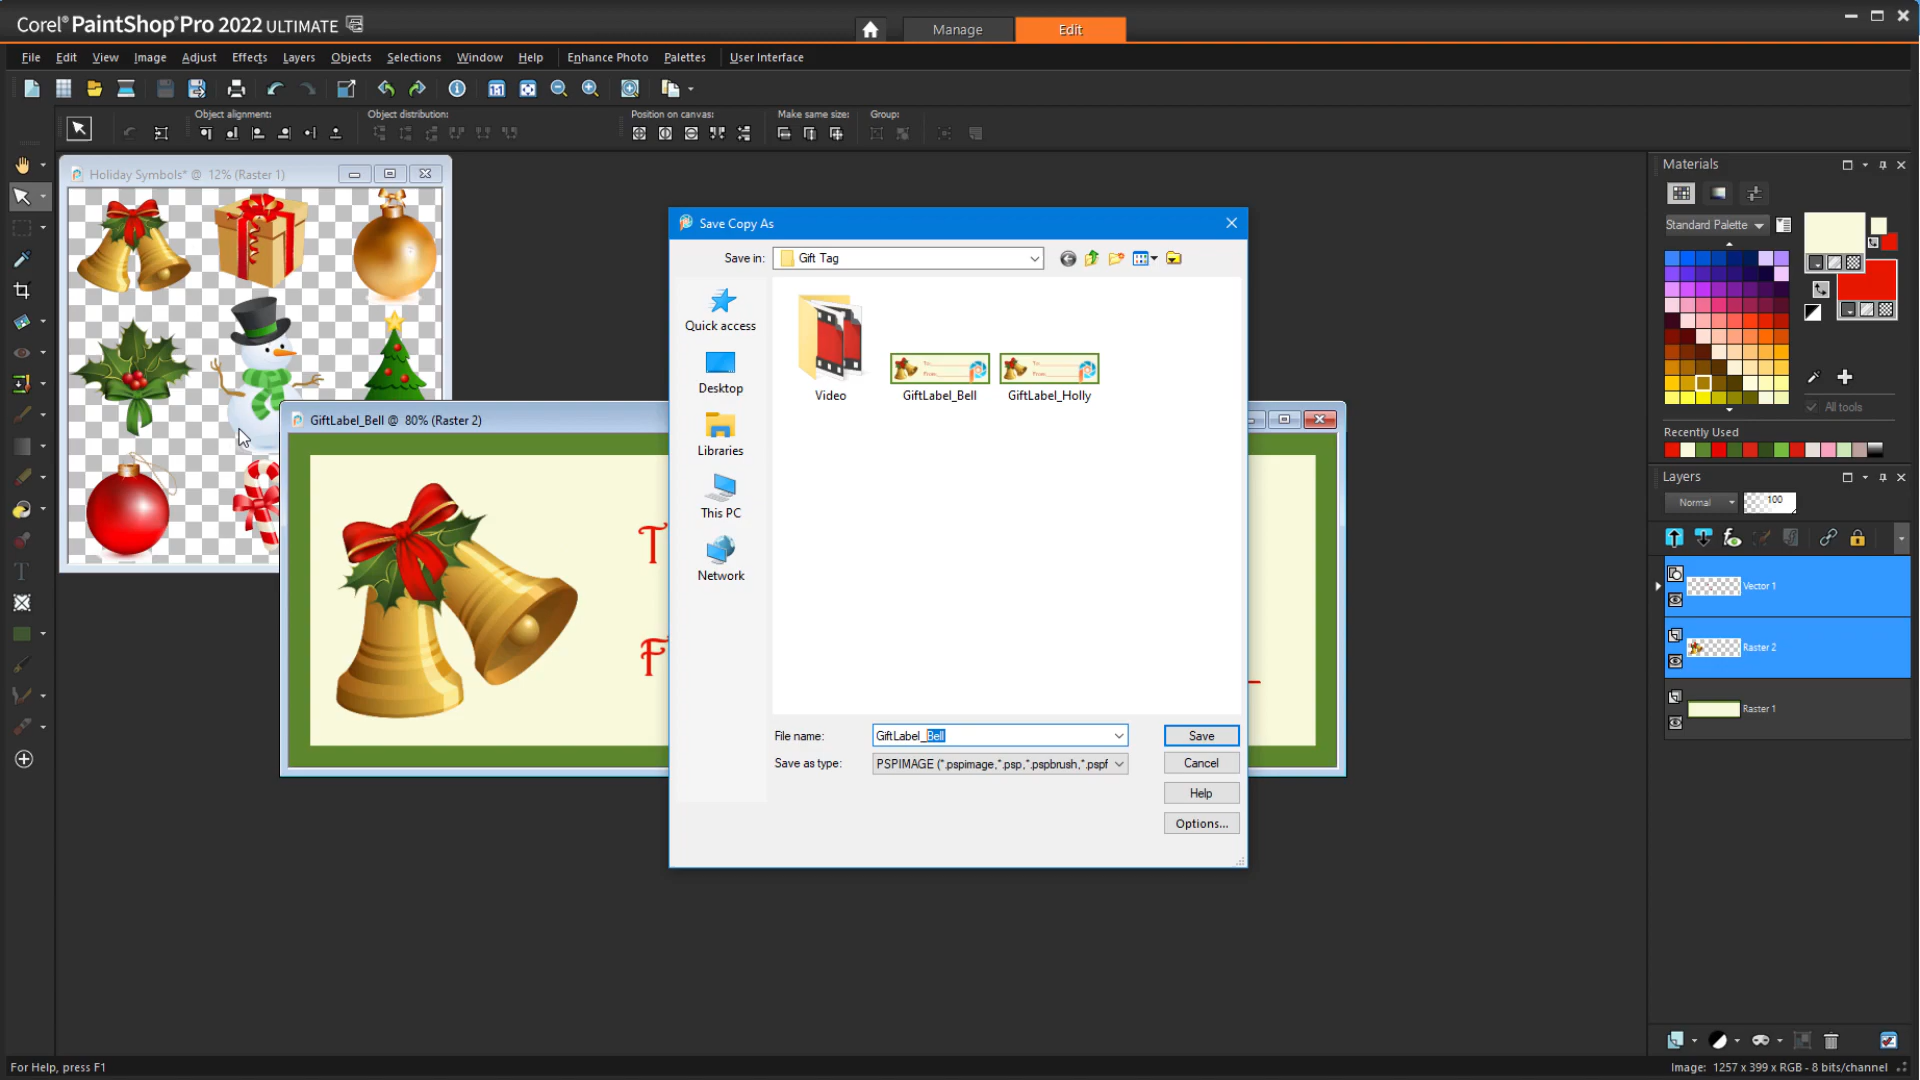 Corel® PaintShop® Pro 2022 ULTIMATE
Manage
Edit
File Edit View Image Adjust Effects Layers Objects Selections Window Help Enhance Photo Palettes User Interface
Object alignment: Object distribution: Position on canvas: Make same size: Group:
Holiday Symbols* @ 12% (Raster 1)
GiftLabel_Bell @ 80% (Raster 2)
T
F
Save Copy As
Save in: Gift Tag
Quick access
Desktop
Libraries
This PC
Network
Video
GiftLabel_Bell
GiftLabel_Holly
File name: GiftLabel_Bell
Save as type: PSPIMAGE (*.pspimage,*.psp,*.pspbrush,*.pspf
Save
Cancel
Help
Options...
Materials
Standard Palette
All tools
Recently Used
Layers
Normal 100
Vector 1
Raster 2
Raster 1
For Help, press F1
Image: 1257 x 399 x RGB - 8 bits/channel